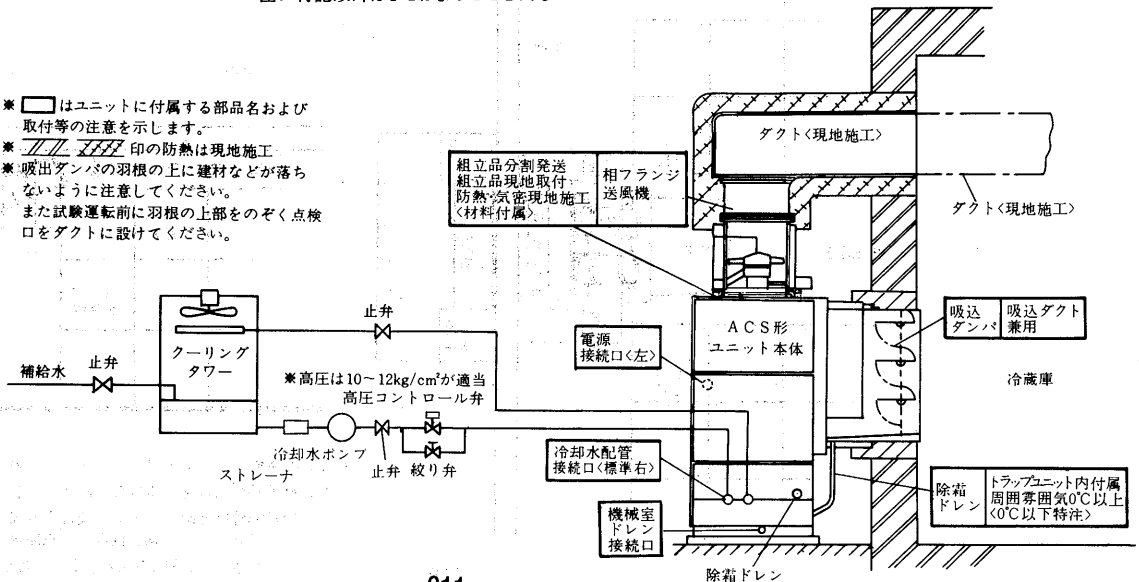 ※ はユニットに付属する部品名および
取付等の注意を示します。
※ 印の防熱は現地施工
※ 吸出ダンパの羽根の上に建材などが落ち
ないように注意してください。
また試験運転前に羽根の上部をのぞく点検
口をダクトに設けてください。
組立品分割発送
組立品現地取付
防熱・気密現地施工
〈材料付属〉
相フランジ
送風機
ダクト〈現地施工〉
ダクト〈現地施工〉
ACS形
ユニット本体
吸込
ダンパ
吸込ダクト
兼用
冷蔵庫
電源
接続口〈左〉
止弁
クーリング
タワー
補給水
止弁
※高圧は10~12kg/cm²が適当
高圧コントロール弁
冷却水ポンプ
ストレーナ
止弁
絞り弁
冷却水配管
接続口〈標準右〉
機械室
ドレン
接続口
除霜
ドレン
トラップユニット内付属
周囲雰囲気0℃以上
〈0℃以下特注〉
除霜ドレン